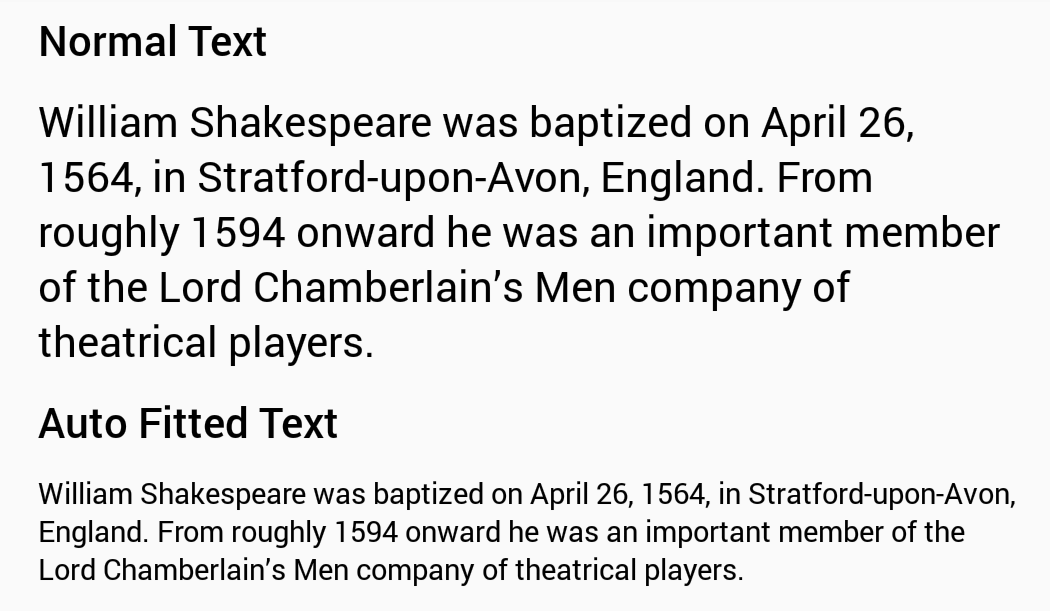 Normal Text
William Shakespeare was baptized on April 26,
1564, in Stratford-upon-Avon, England. From
roughly 1594 onward he was an important member
of the Lord Chamberlain’s Men company of
theatrical players.
Auto Fitted Text
William Shakespeare was baptized on April 26, 1564, in Stratford-upon-Avon,
England. From roughly 1594 onward he was an important member of the
Lord Chamberlain’s Men company of theatrical players.